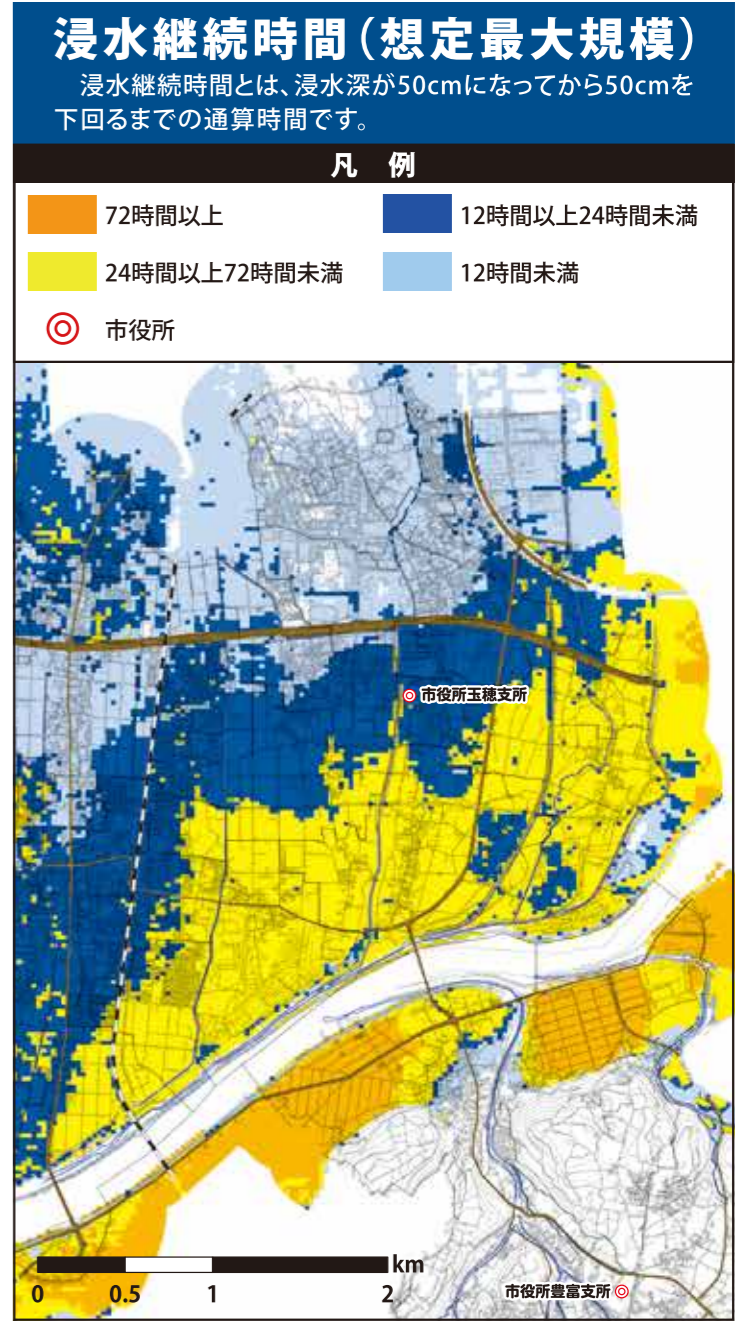 浸水継続時間（想定最大規模）
浸水継続時間とは、浸水深が50cmになってから50cmを
下回るまでの通算時間です。
凡 例
72時間以上
12時間以上24時間未満
24時間以上72時間未満
12時間未満
市役所
市役所玉穂支所
市役所豊富支所
km
0 0.5 1 2